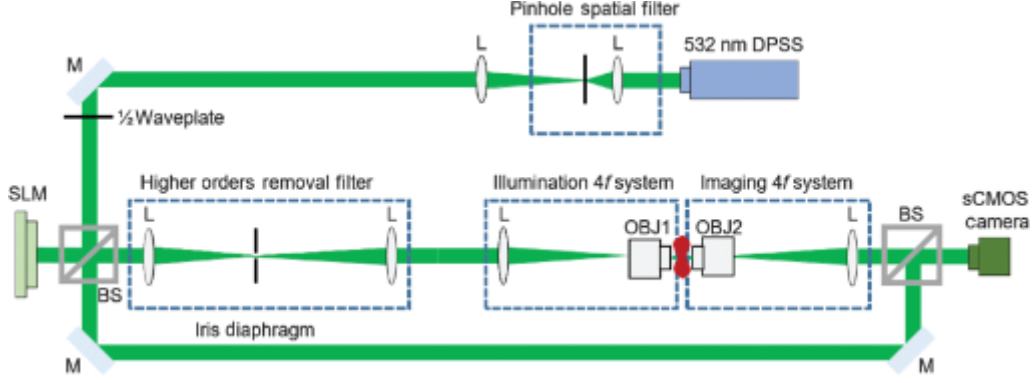 Pinhole spatial filter
L
L
532 nm DPSS
M
½ Waveplate
SLM
Higher orders removal filter
Illumination 4f system
Imaging 4f system
sCMOS
camera
L
L
L
OBJ1
OBJ2
L
BS
BS
Iris diaphragm
M
M